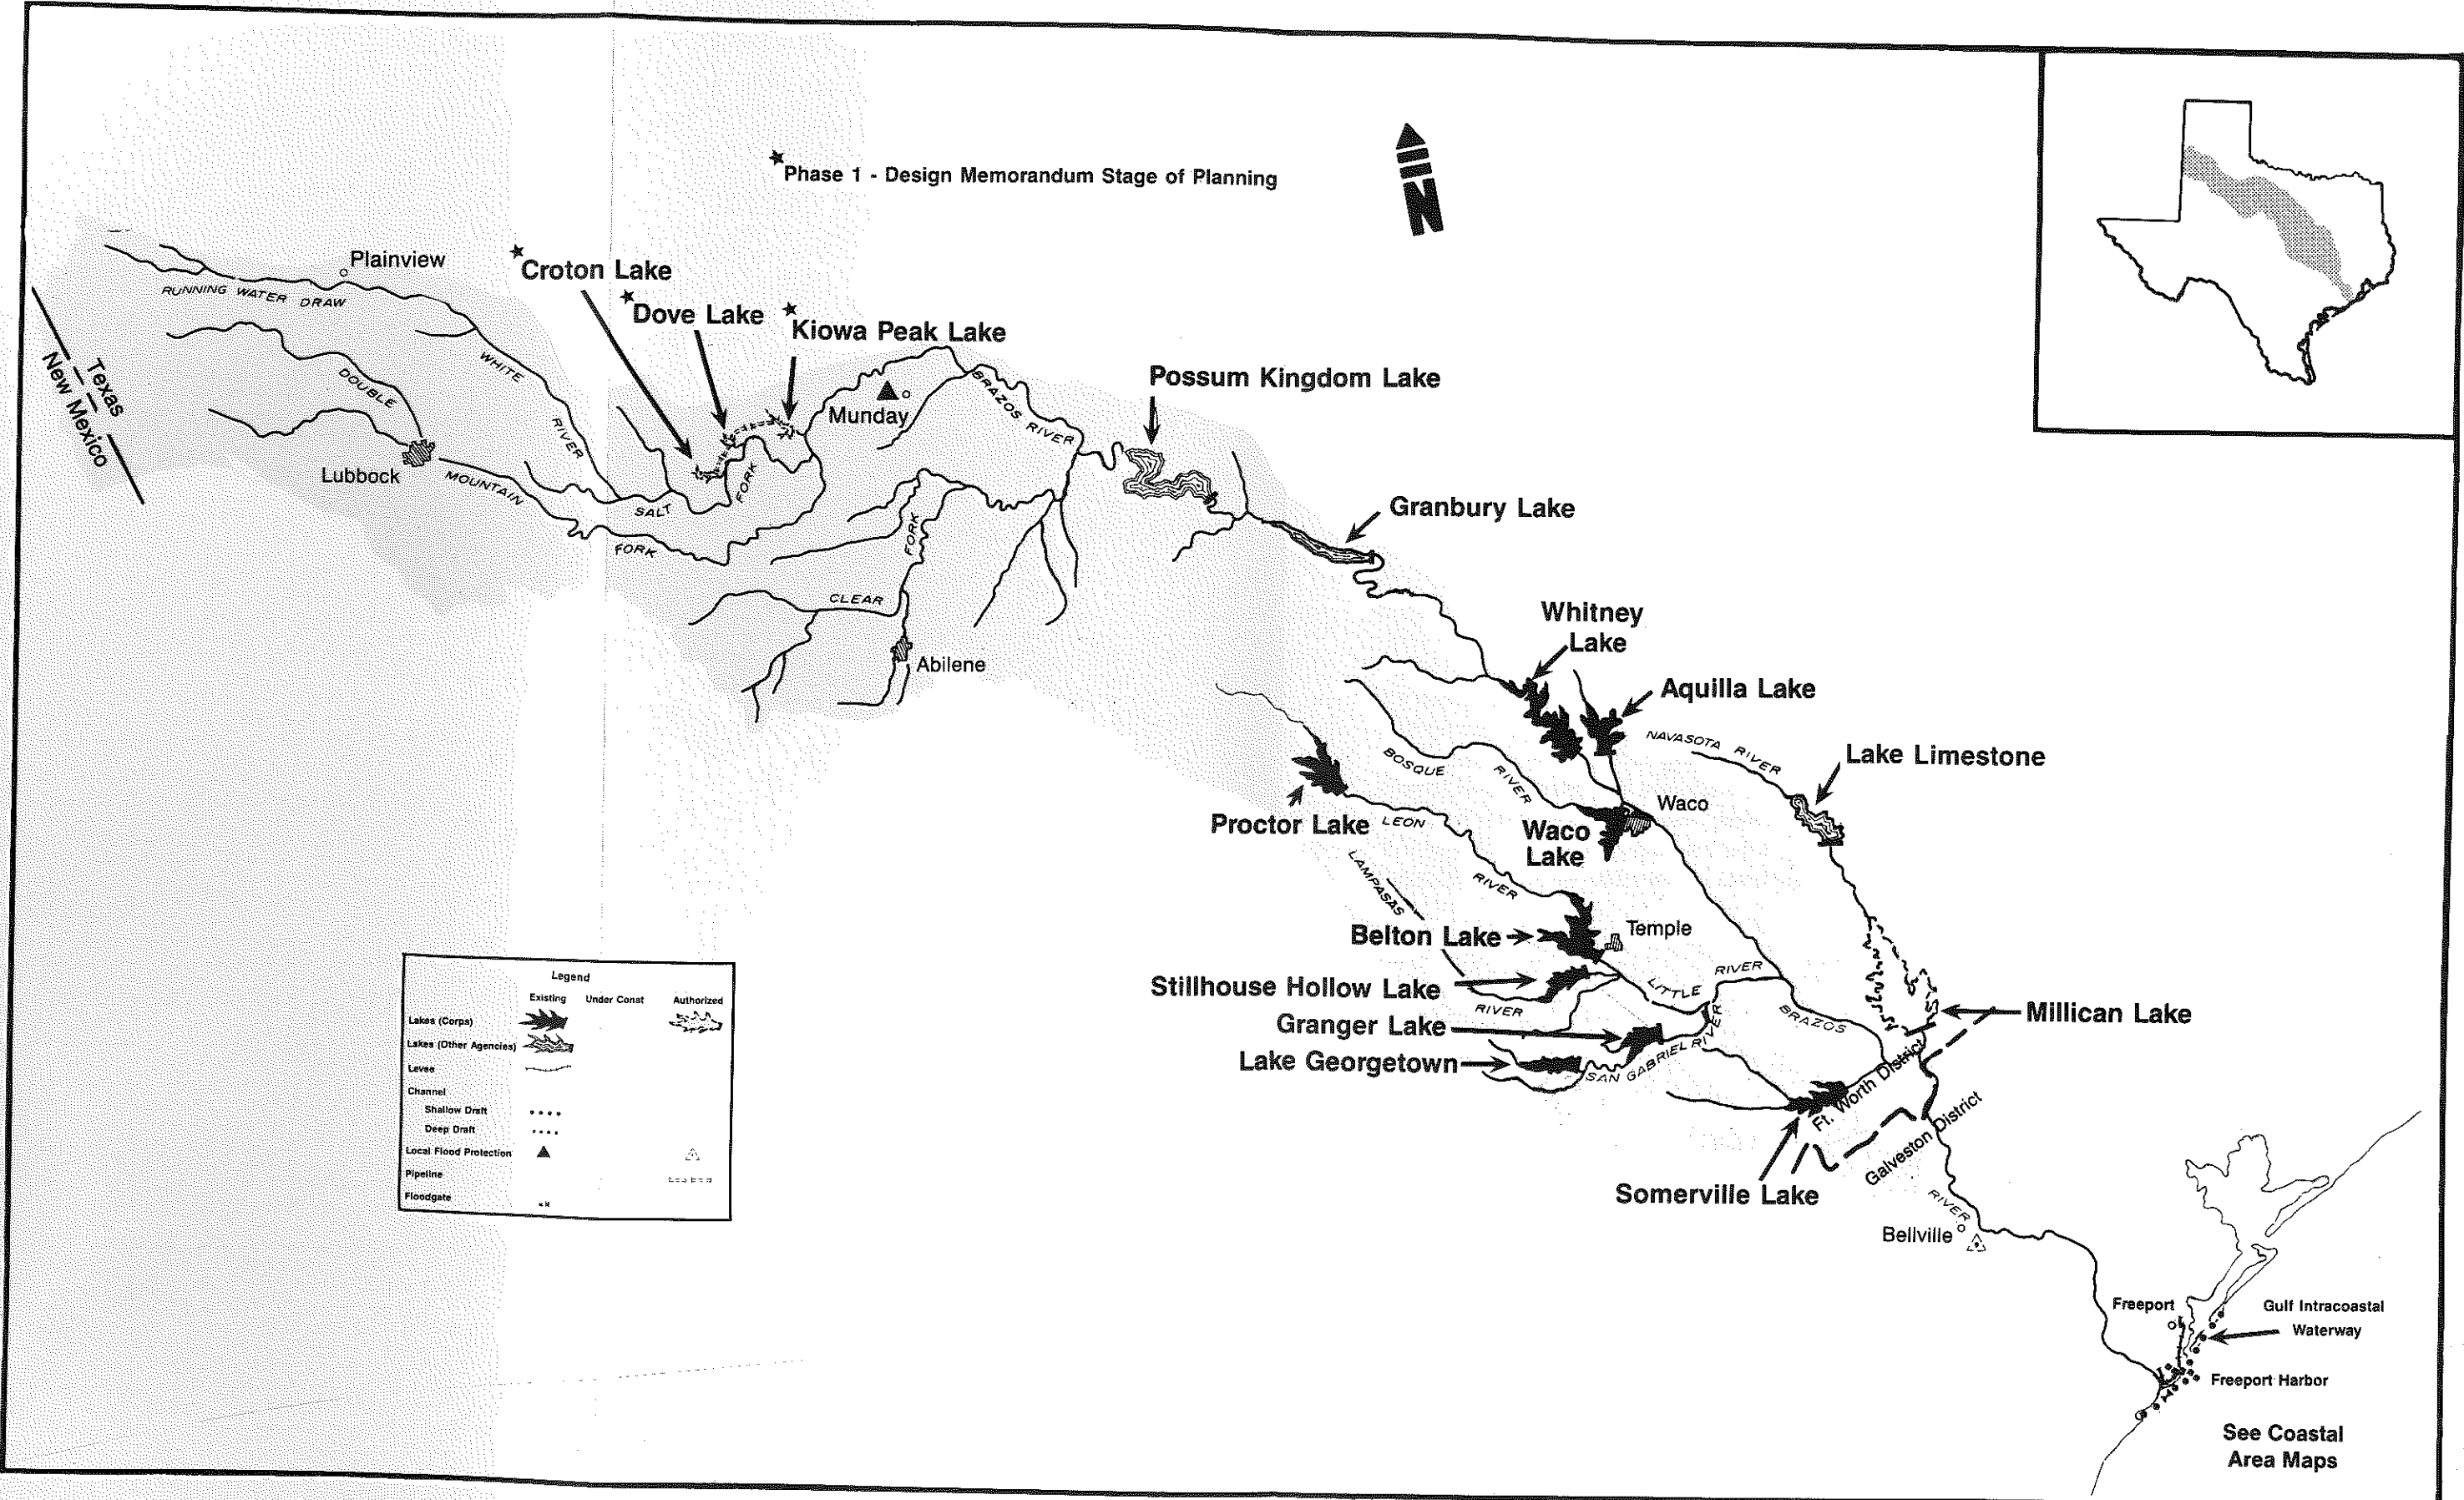 ★ Phase 1 - Design Memorandum Stage of Planning
N
Plainview
RUNNING WATER DRAW
★ Croton Lake
★ Dove Lake
★ Kiowa Peak Lake
Possum Kingdom Lake
Texas
New Mexico
DOUBLE
WHITE
RIVER
Munday
BRAZOS RIVER
Lubbock
MOUNTAIN
FORK
SALT
FORK
FORK
CLEAR
Abilene
Granbury Lake
Whitney
Lake
Aquilla Lake
NAVASOTA RIVER
Lake Limestone
BOSQUE
RIVER
Waco
Waco
Lake
Proctor Lake
LEON
RIVER
LAMPASAS
RIVER
Belton Lake
Temple
Stillhouse Hollow Lake
LITTLE
RIVER
Granger Lake
Lake Georgetown
SAN GABRIEL RIVER
BRAZOS
Millican Lake
Ft. Worth District
Galveston District
Somerville Lake
RIVER
Bellville
Freeport
Gulf Intracoastal
Waterway
Freeport Harbor
See Coastal
Area Maps
Legend
Existing Under Const Authorized
Lakes (Corps)
Lakes (Other Agencies)
Levee
Channel
Shallow Draft
Deep Draft
Local Flood Protection
Pipeline
Floodgate